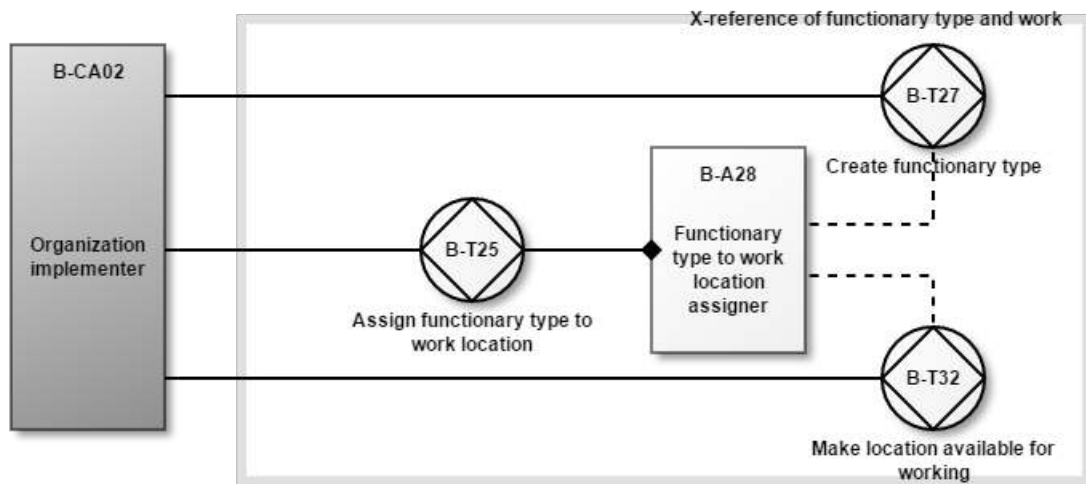 X-reference of functionary type and work
B-CA02
Organization
implementer
B-T27
Create functionary type
B-A28
Functionary
type to work
location
assigner
B-T25
Assign functionary type to
work location
B-T32
Make location available for
working